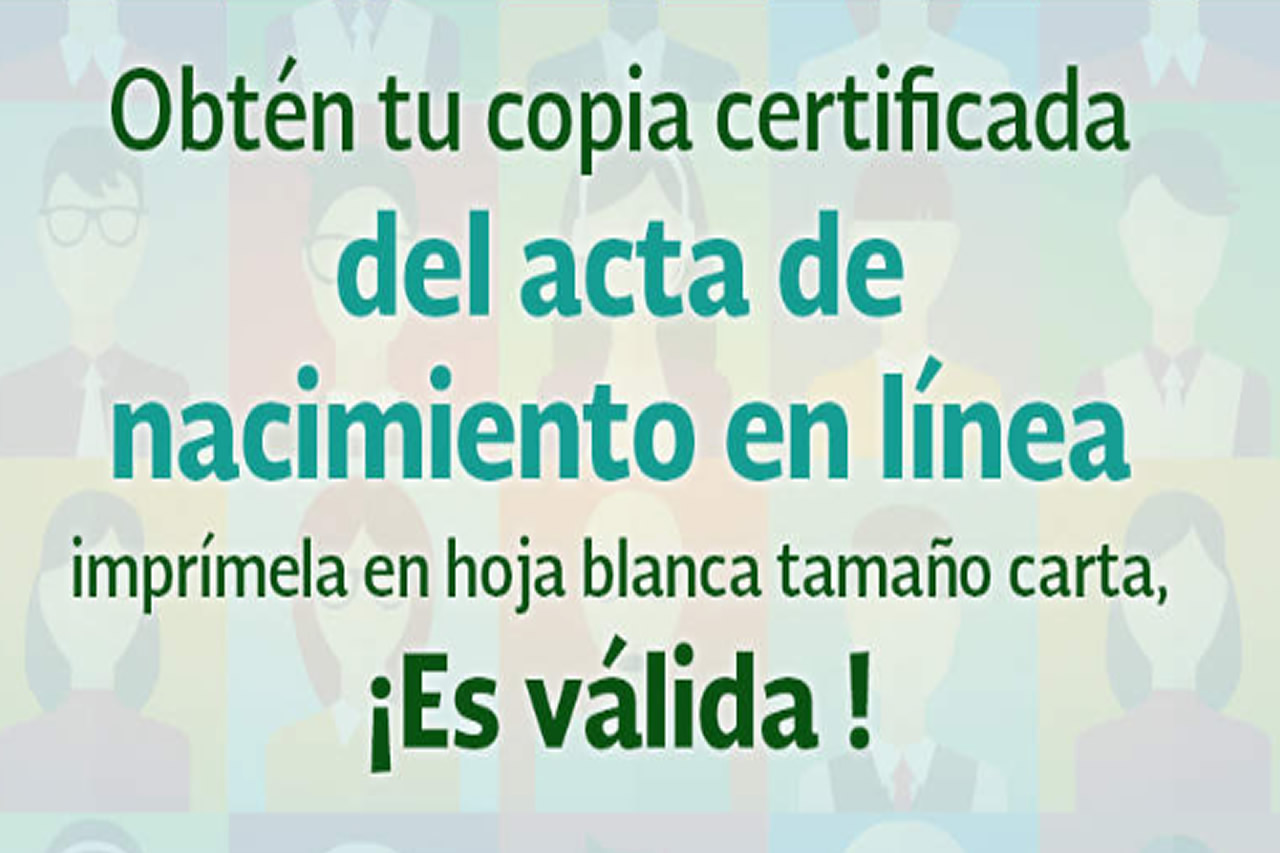 Obtén tu copia certificada
del acta de
nacimiento en línea
imprímela en hoja blanca tamaño carta,
¡Es válida !